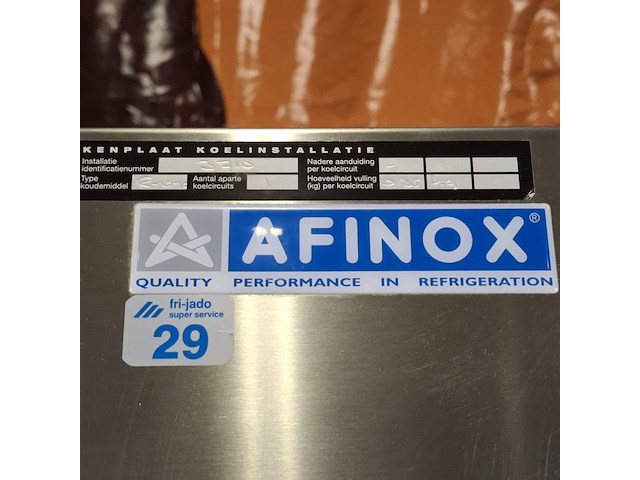 KENPLAAT KOELINSTALLATIE
Installatie identificatienummer
Nadere aanduiding per koelcircuit
Type koudemiddel
Aantal aparte koelcircuits
Hoeveelheid vulling (kg) per koelcircuit
AFINOX®
QUALITY PERFORMANCE IN REFRIGERATION
fri-jado
super service
29